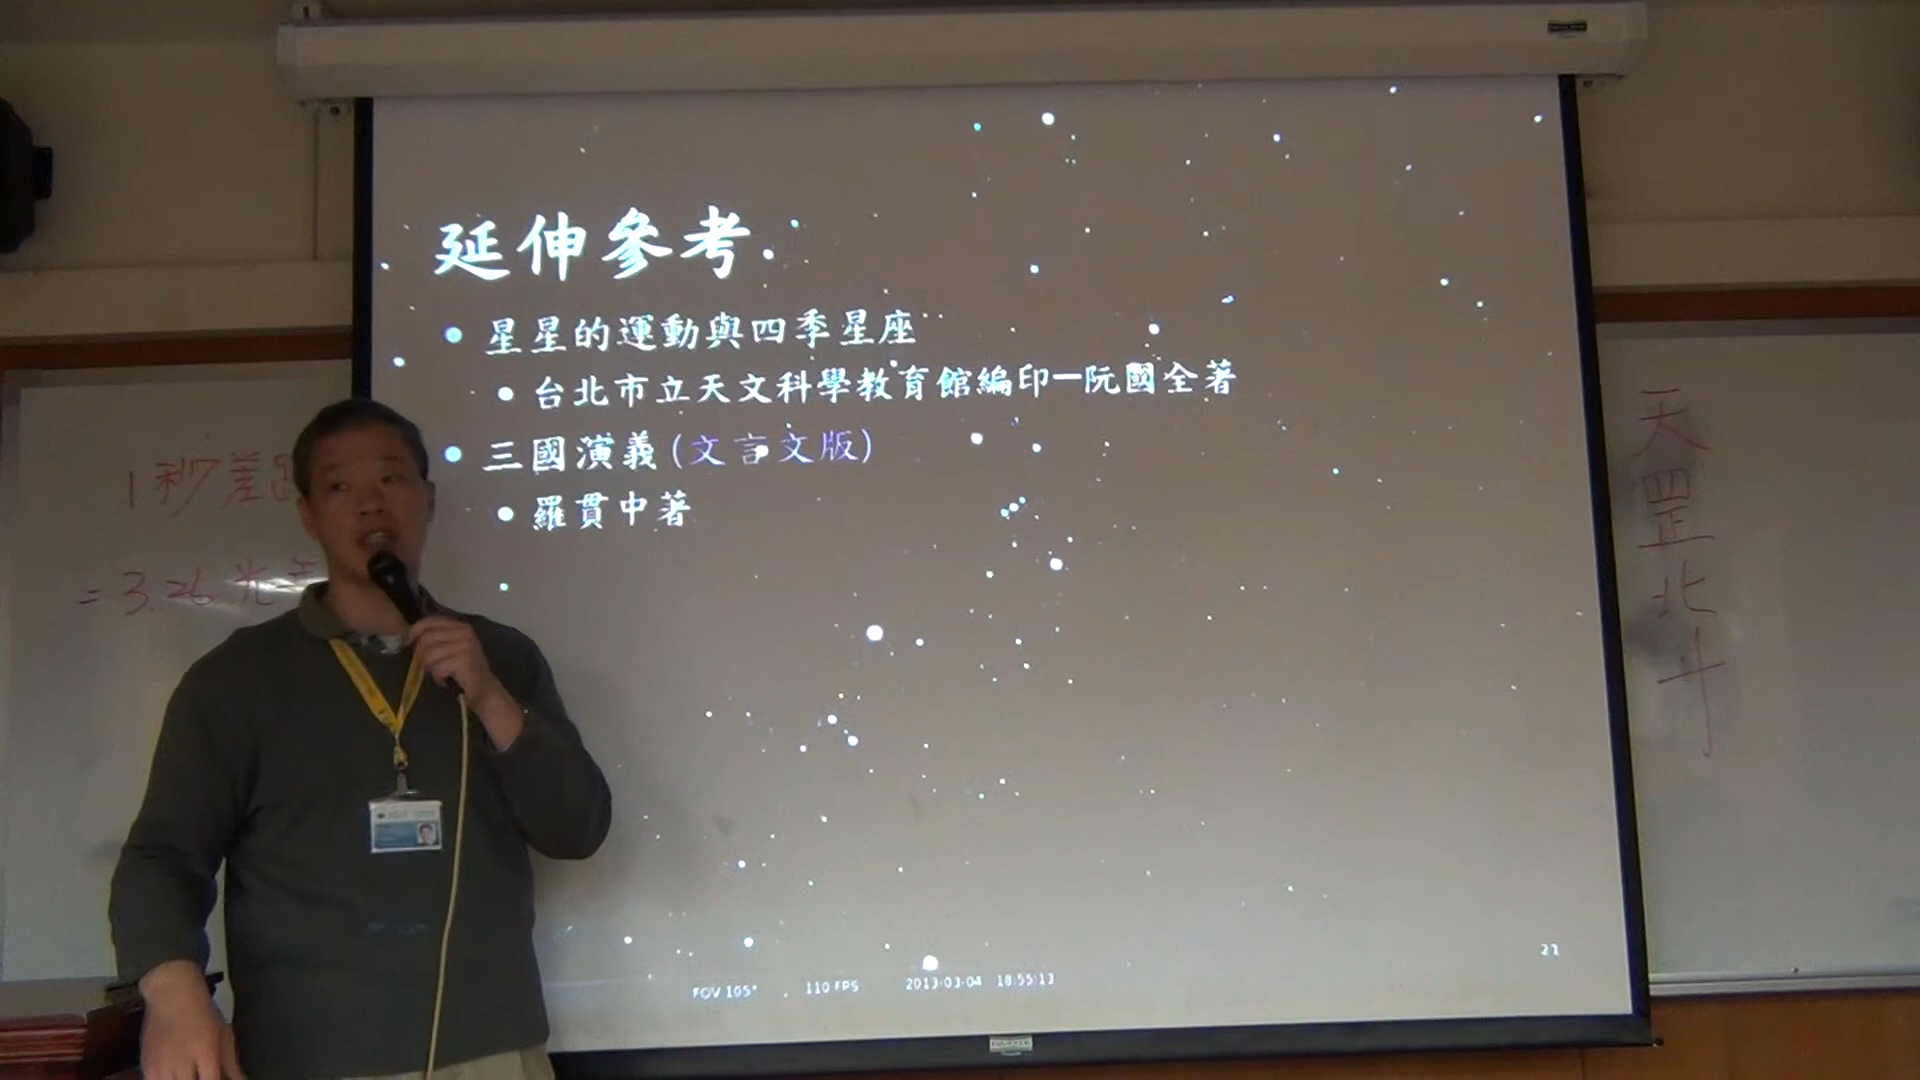 延伸參考
星星的運動與四季星座
台北市立天文科學教育館編印—阮國全著
三國演義(文言文版)
羅貫中著
FOV 105° 110 FPS 2013-03-04 18:55:13
21
1秒差距
=3.26光年
天罡北斗